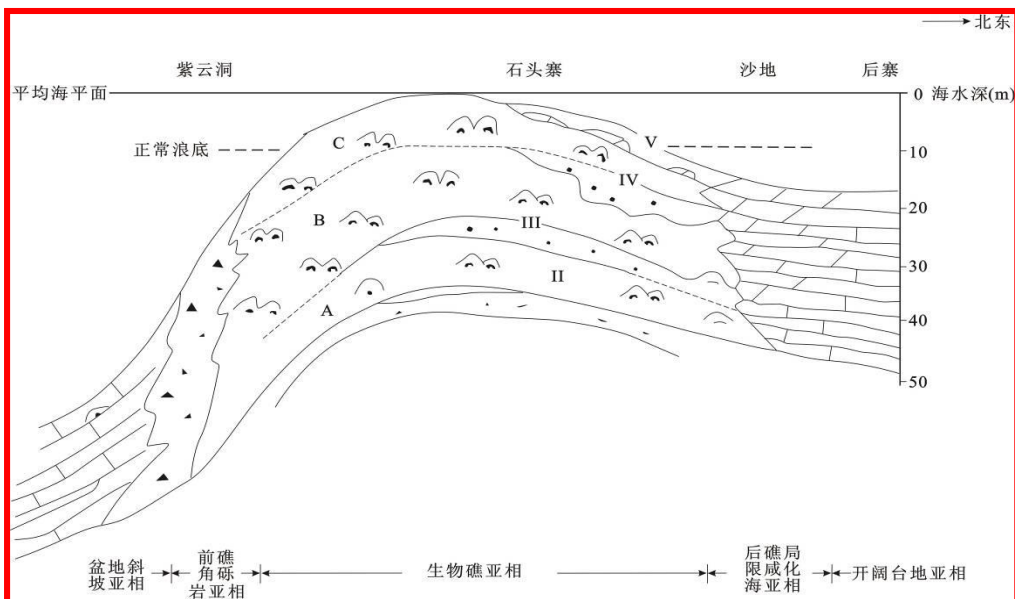 北东
紫云洞 石头寨 沙地 后寨
平均海平面 0 海水深(m)
正常浪底 C V 10
IV
B III 20
II 30
A 40
50
盆地斜
坡亚相
前礁
角砾
岩亚相
生物礁亚相
后礁局
限咸化
海亚相
开阔台地亚相